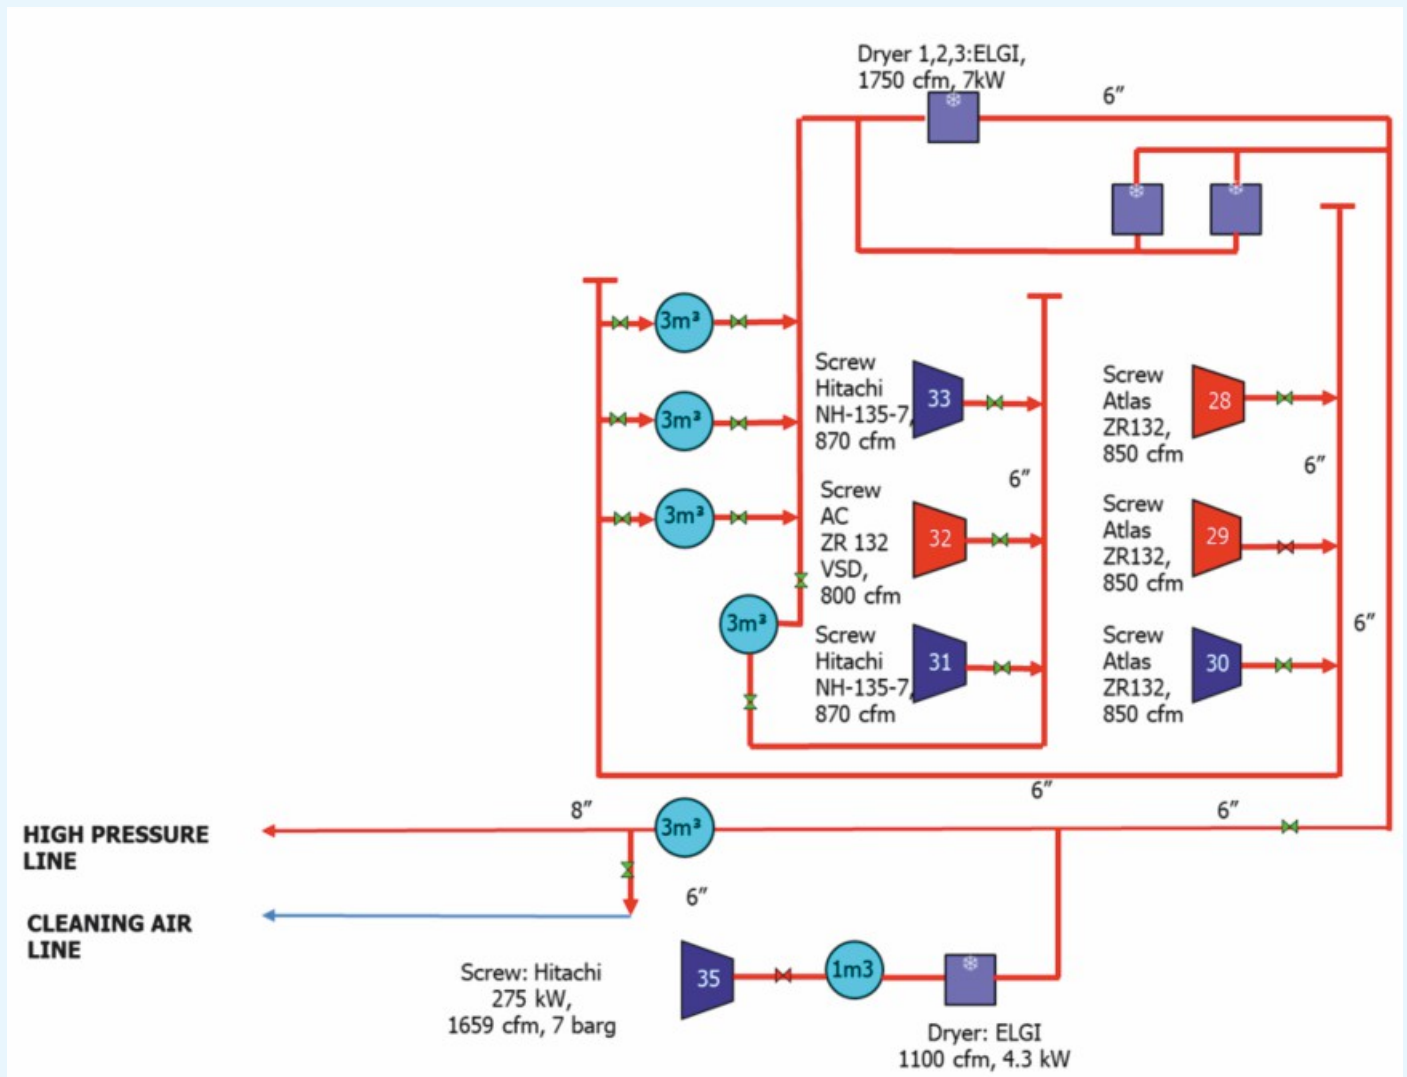 Dryer 1,2,3:ELGI,
1750 cfm, 7kW
6”
3m³
3m³
3m³
3m³
Screw
Hitachi
NH-135-7,
870 cfm
33
Screw
AC
ZR 132
VSD,
800 cfm
32
Screw
Hitachi
NH-135-7,
870 cfm
31
6”
Screw
Atlas
ZR132,
850 cfm
28
Screw
Atlas
ZR132,
850 cfm
29
Screw
Atlas
ZR132,
850 cfm
30
6”
6”
6”
6”
8”
3m³
HIGH PRESSURE
LINE
6”
CLEANING AIR
LINE
Screw: Hitachi
275 kW,
1659 cfm, 7 barg
35
1m3
Dryer: ELGI
1100 cfm, 4.3 kW